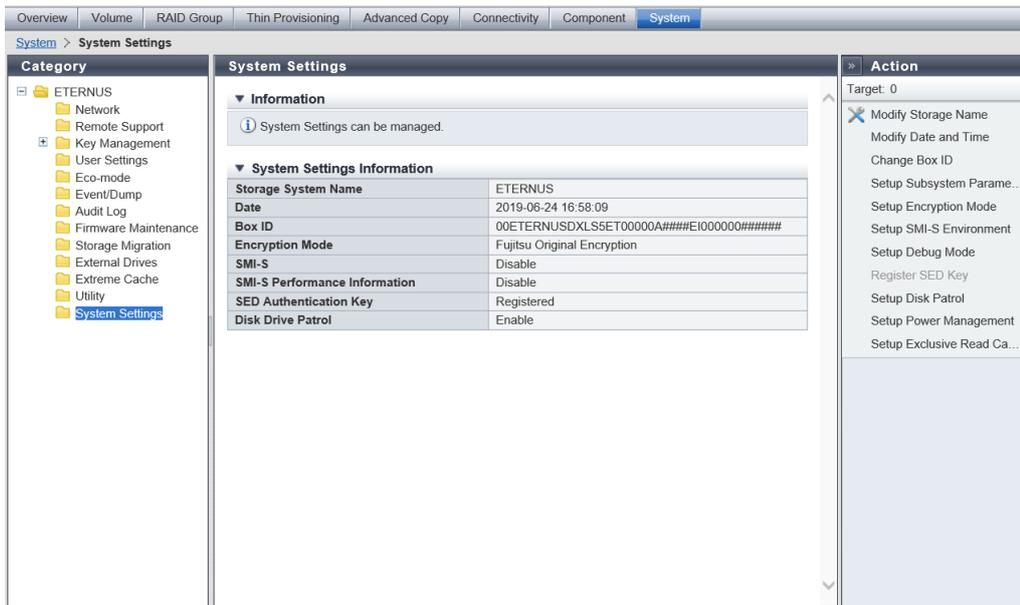 Overview Volume RAID Group Thin Provisioning Advanced Copy Connectivity Component System
System > System Settings
Category
ETERNUS
Network
Remote Support
Key Management
User Settings
Eco-mode
Event/Dump
Audit Log
Firmware Maintenance
Storage Migration
External Drives
Extreme Cache
Utility
System Settings
System Settings
Information
System Settings can be managed.
System Settings Information
Storage System Name ETERNUS
Date 2019-06-24 16:58:09
Box ID 00ETERNUSDXLS5ET00000A####EI000000######
Encryption Mode Fujitsu Original Encryption
SMI-S Disable
SMI-S Performance Information Disable
SED Authentication Key Registered
Disk Drive Patrol Enable
» Action
Target: 0
Modify Storage Name
Modify Date and Time
Change Box ID
Setup Subsystem Parame...
Setup Encryption Mode
Setup SMI-S Environment
Setup Debug Mode
Register SED Key
Setup Disk Patrol
Setup Power Management
Setup Exclusive Read Ca...